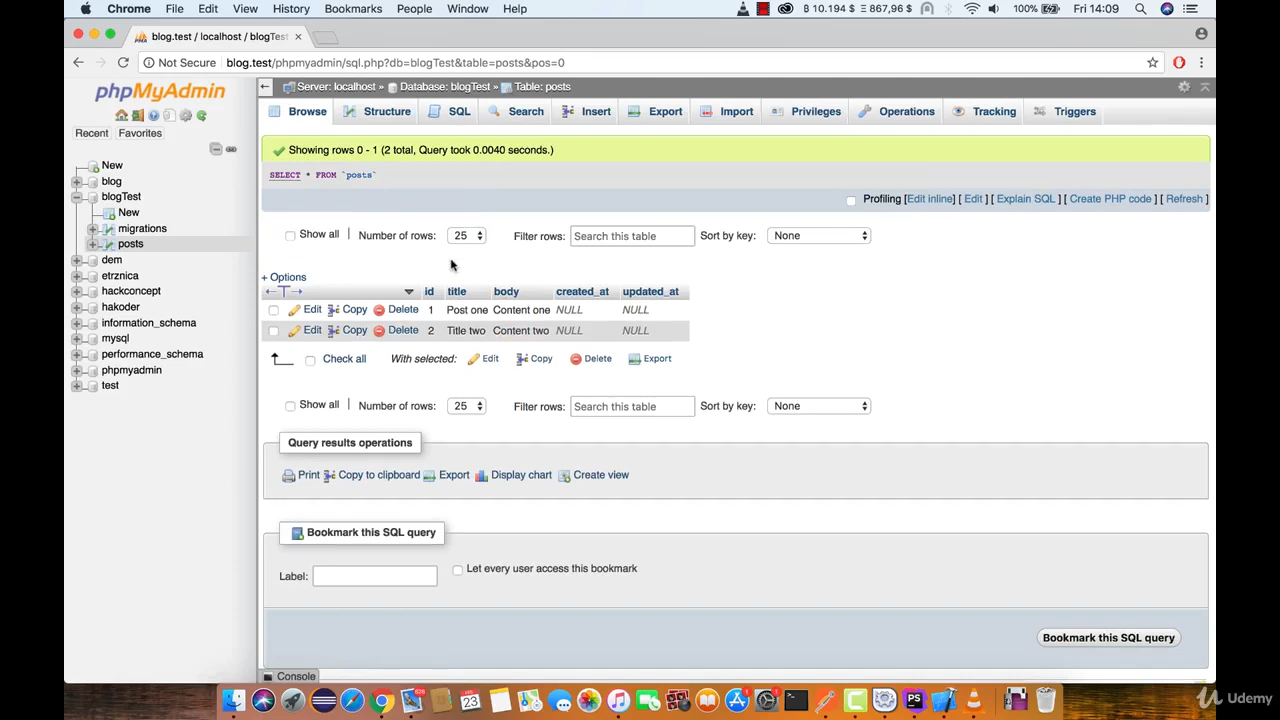 Chrome File Edit View History Bookmarks People Window Help B 10.194 $ Ξ 867,96 $ 100% Fri 14:09
blog.test / localhost / blogTest
Not Secure blog.test/phpmyadmin/sql.php?db=blogTest&table=posts&pos=0
phpMyAdmin
Recent Favorites
New
blog
blogTest
New
migrations
posts
dem
etrznica
hackconcept
hakoder
information_schema
mysql
performance_schema
phpmyadmin
test
Server: localhost » Database: blogTest » Table: posts
Browse Structure SQL Search Insert Export Import Privileges Operations Tracking Triggers
Showing rows 0 - 1 (2 total, Query took 0.0040 seconds.)
SELECT * FROM `posts`
Profiling [Edit inline] [ Edit ] [ Explain SQL ] [ Create PHP code ] [ Refresh ]
Show all | Number of rows: 25 Filter rows: Search this table Sort by key: None
+ Options
←T→ id title body created_at updated_at
Edit Copy Delete 1 Post one Content one NULL NULL
Edit Copy Delete 2 Title two Content two NULL NULL
Check all With selected: Edit Copy Delete Export
Show all | Number of rows: 25 Filter rows: Search this table Sort by key: None
Query results operations
Print Copy to clipboard Export Display chart Create view
Bookmark this SQL query
Label: Let every user access this bookmark
Bookmark this SQL query
Console
23
PS
Udemy